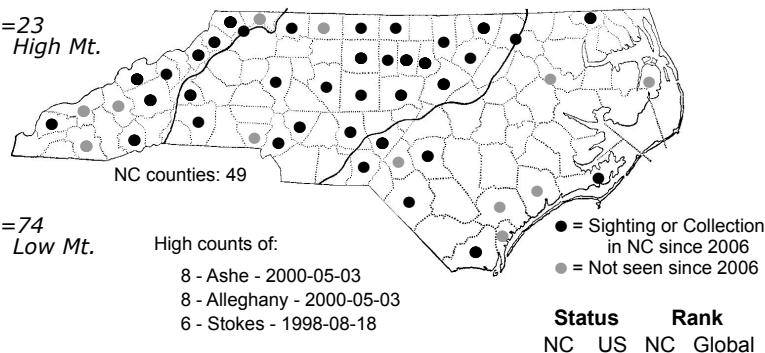 =23
High Mt.
NC counties: 49
=74
Low Mt.
High counts of:
8 - Ashe - 2000-05-03
8 - Alleghany - 2000-05-03
6 - Stokes - 1998-08-18
● = Sighting or Collection
in NC since 2006
● = Not seen since 2006
Status Rank
NC US NC Global